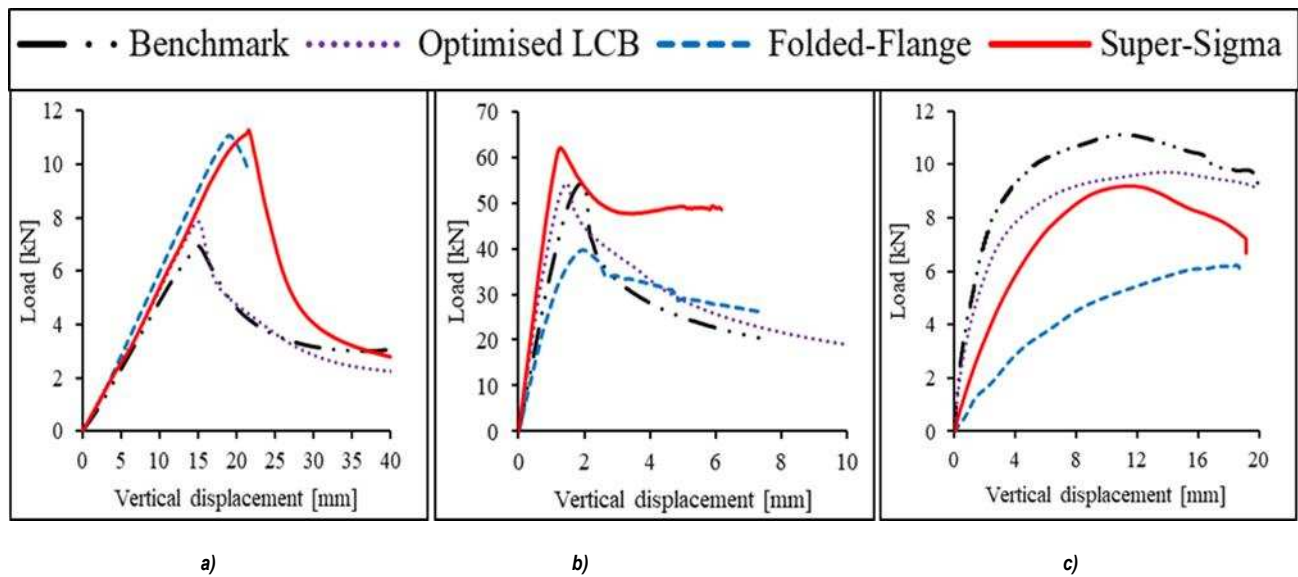 Benchmark Optimised LCB Folded-Flange Super-Sigma
12
10
8
6
4
2
0
Load [kN]
0 5 10 15 20 25 30 35 40
Vertical displacement [mm]
70
60
50
40
30
20
10
0
Load [kN]
0 2 4 6 8 10
Vertical displacement [mm]
12
10
8
6
4
2
0
Load [kN]
0 4 8 12 16 20
Vertical displacement [mm]
a) b) c)